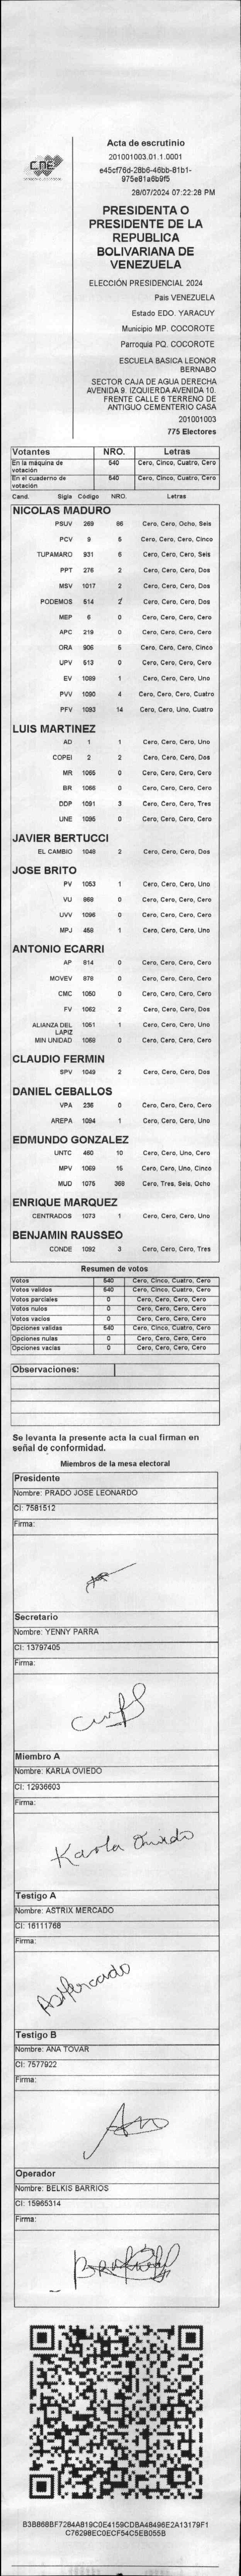 CNE
Acta de escrutinio
201001003.01.1.0001
e45cf76d-28b6-46bb-81b1-
975e81a6b9f5
28/07/2024 07:22:28 PM
PRESIDENTA O
PRESIDENTE DE LA
REPUBLICA
BOLIVARIANA DE
VENEZUELA
ELECCIÓN PRESIDENCIAL 2024
Pais VENEZUELA
Estado EDO. YARACUY
Municipio MP. COCOROTE
Parroquia PQ. COCOROTE
ESCUELA BASICA LEONOR
BERNABO
SECTOR CAJA DE AGUA DERECHA
AVENIDA 9. IZQUIERDA AVENIDA 10.
FRENTE CALLE 6 TERRENO DE
ANTIGUO CEMENTERIO CASA
201001003
775 Electores
Votantes NRO. Letras
En la máquina de votación 540 Cero, Cinco, Cuatro, Cero
En el cuaderno de votación 540 Cero, Cinco, Cuatro, Cero
Cand. Sigla Código NRO. Letras
NICOLAS MADURO
PSUV 269 86 Cero, Cero, Ocho, Seis
PCV 9 5 Cero, Cero, Cero, Cinco
TUPAMARO 931 6 Cero, Cero, Cero, Seis
PPT 276 2 Cero, Cero, Cero, Dos
MSV 1017 2 Cero, Cero, Cero, Dos
PODEMOS 514 2 Cero, Cero, Cero, Dos
MEP 6 0 Cero, Cero, Cero, Cero
APC 219 0 Cero, Cero, Cero, Cero
ORA 906 5 Cero, Cero, Cero, Cinco
UPV 513 0 Cero, Cero, Cero, Cero
EV 1089 1 Cero, Cero, Cero, Uno
PVV 1090 4 Cero, Cero, Cero, Cuatro
PFV 1093 14 Cero, Cero, Uno, Cuatro
LUIS MARTINEZ
AD 1 1 Cero, Cero, Cero, Uno
COPEI 2 2 Cero, Cero, Cero, Dos
MR 1055 0 Cero, Cero, Cero, Cero
BR 1066 0 Cero, Cero, Cero, Cero
DDP 1091 3 Cero, Cero, Cero, Tres
UNE 1095 0 Cero, Cero, Cero, Cero
JAVIER BERTUCCI
EL CAMBIO 1048 2 Cero, Cero, Cero, Dos
JOSE BRITO
PV 1053 1 Cero, Cero, Cero, Uno
VU 868 0 Cero, Cero, Cero, Cero
UVV 1096 0 Cero, Cero, Cero, Cero
MPJ 458 1 Cero, Cero, Cero, Uno
ANTONIO ECARRI
AP 814 0 Cero, Cero, Cero, Cero
MOVEV 878 0 Cero, Cero, Cero, Cero
CMC 1050 0 Cero, Cero, Cero, Cero
FV 1062 2 Cero, Cero, Cero, Dos
ALIANZA DEL LAPIZ 1051 1 Cero, Cero, Cero, Uno
MIN UNIDAD 1069 0 Cero, Cero, Cero, Cero
CLAUDIO FERMIN
SPV 1049 2 Cero, Cero, Cero, Dos
DANIEL CEBALLOS
VPA 236 0 Cero, Cero, Cero, Cero
AREPA 1094 1 Cero, Cero, Cero, Uno
EDMUNDO GONZALEZ
UNTC 460 10 Cero, Cero, Uno, Cero
MPV 1069 15 Cero, Cero, Uno, Cinco
MUD 1075 368 Cero, Tres, Seis, Ocho
ENRIQUE MARQUEZ
CENTRADOS 1073 1 Cero, Cero, Cero, Uno
BENJAMIN RAUSSEO
CONDE 1092 3 Cero, Cero, Cero, Tres
Resumen de votos
Votos 540 Cero, Cinco, Cuatro, Cero
Votos validos 540 Cero, Cinco, Cuatro, Cero
Votos parciales 0 Cero, Cero, Cero, Cero
Votos nulos 0 Cero, Cero, Cero, Cero
Votos vacios 0 Cero, Cero, Cero, Cero
Opciones validas 540 Cero, Cinco, Cuatro, Cero
Opciones nulas 0 Cero, Cero, Cero, Cero
Opciones vacias 0 Cero, Cero, Cero, Cero
Observaciones:
Se levanta la presente acta la cual firman en
señal de conformidad.
Miembros de la mesa electoral
Presidente
Nombre: PRADO JOSE LEONARDO
CI: 7581512
Firma:
Secretario
Nombre: YENNY PARRA
CI: 13797405
Firma:
Miembro A
Nombre: KARLA OVIEDO
CI: 12936603
Firma:
Karla Oviedo
Testigo A
Nombre: ASTRIX MERCADO
CI: 16111768
Firma:
AsMercado
Testigo B
Nombre: ANA TOVAR
CI: 7577922
Firma:
Operador
Nombre: BELKIS BARRIOS
CI: 15965314
Firma:
B3B868BF7284A819C0E4159CDBA48496E2A13179F1
C76298EC0ECF54C5EB055B